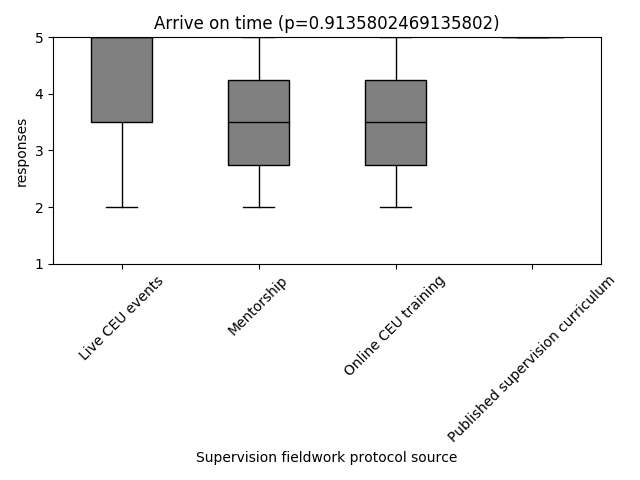 Arrive on time (p=0.9135802469135802)
5
4
3
2
1
responses
Live CEU events
Mentorship
Online CEU training
Published supervision curriculum
Supervision fieldwork protocol source